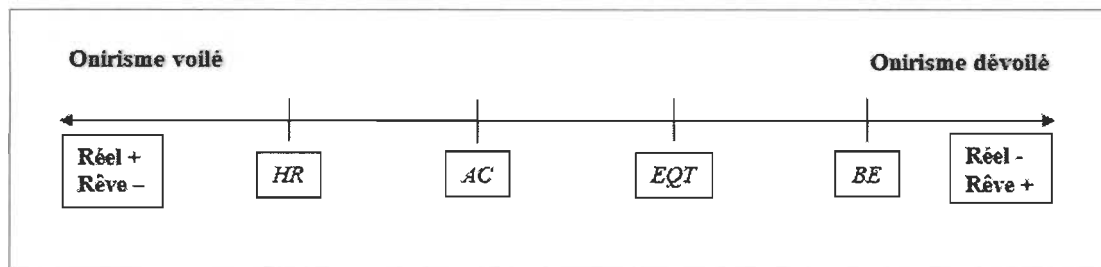 Onirisme voilé
Onirisme dévoilé
Réel +
Rêve –
HR
AC
EQT
BE
Réel -
Rêve +